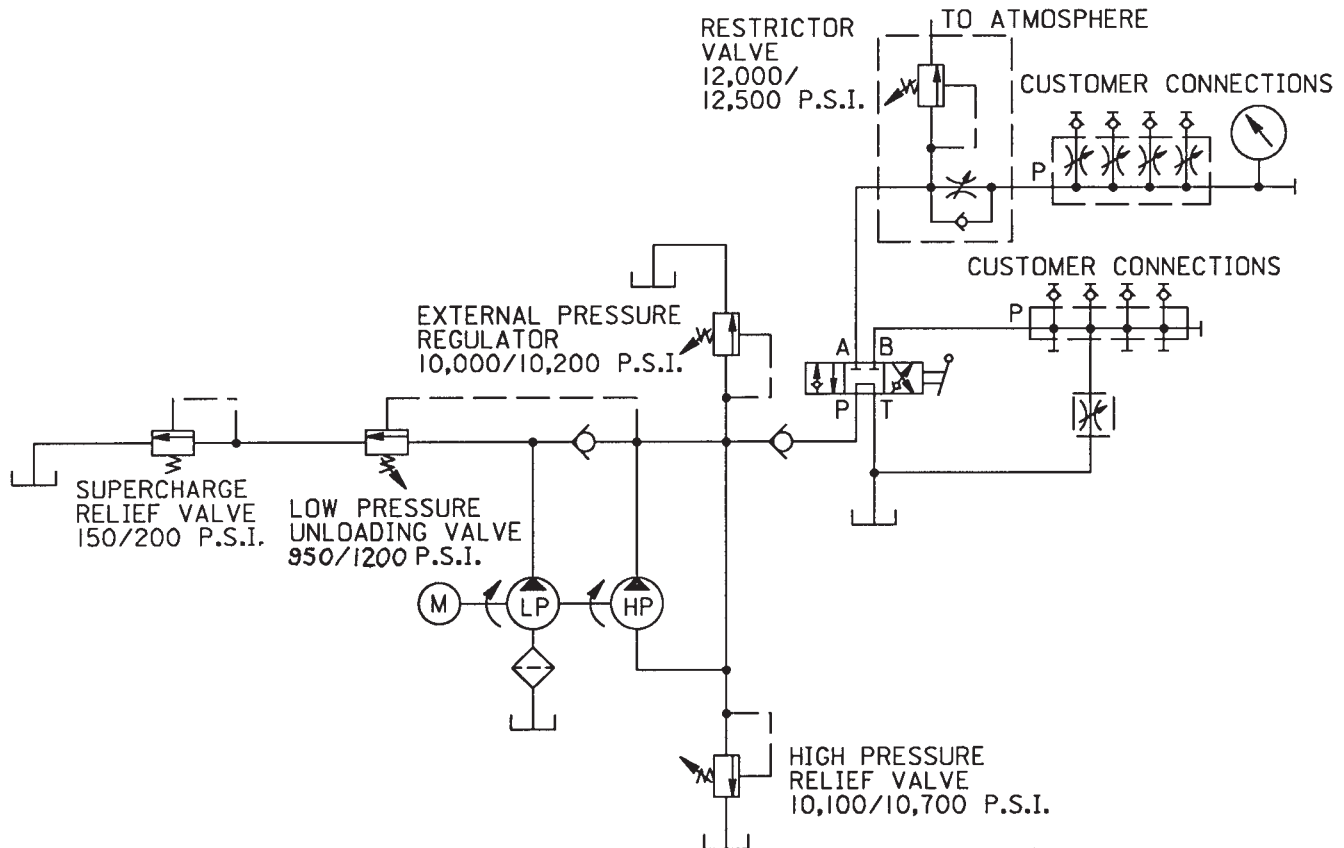 TO ATMOSPHERE
RESTRICTOR
VALVE
12,000/
12,500 P.S.I.
CUSTOMER CONNECTIONS
P
CUSTOMER CONNECTIONS
P
EXTERNAL PRESSURE
REGULATOR
10,000/10,200 P.S.I.
A B
P T
SUPERCHARGE
RELIEF VALVE
150/200 P.S.I.
LOW PRESSURE
UNLOADING VALVE
950/1200 P.S.I.
M
LP
HP
HIGH PRESSURE
RELIEF VALVE
10,100/10,700 P.S.I.